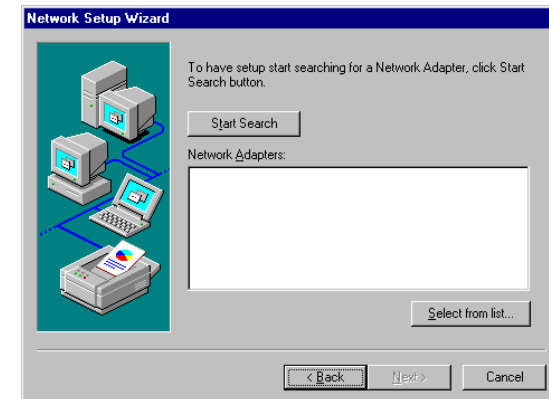 Network Setup Wizard
To have setup start searching for a Network Adapter, click Start
Search button.
Start Search
Network Adapters:
Select from list...
< Back
Next >
Cancel